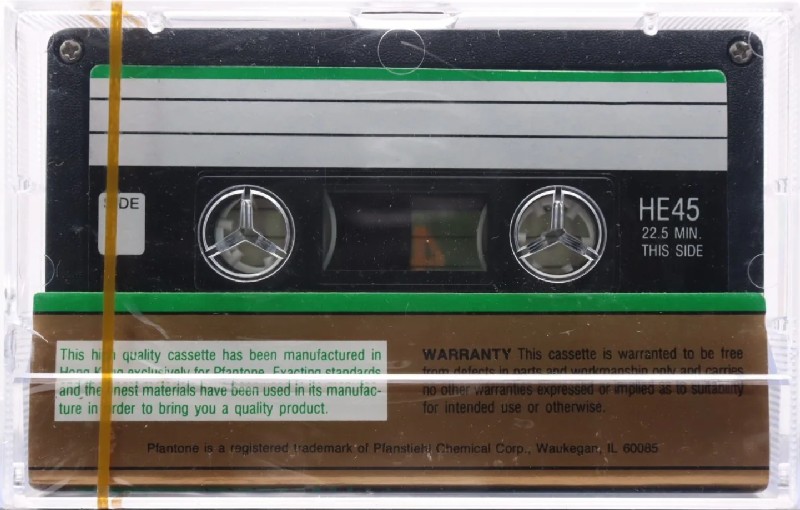 SIDE
HE45
22.5 MIN.
THIS SIDE
This high quality cassette has been manufactured in
Hong Kong exclusively for Pfantone. Exacting standards
and the finest materials have been used in its manufac-
ture in order to bring you a quality product.
WARRANTY This cassette is warranted to be free
from defects in parts and workmanship only and carries
no other warranties expressed or implied as to suitability
for intended use or otherwise.
Pfantone is a registered trademark of Pfanstiehl Chemical Corp., Waukegan, IL 60085